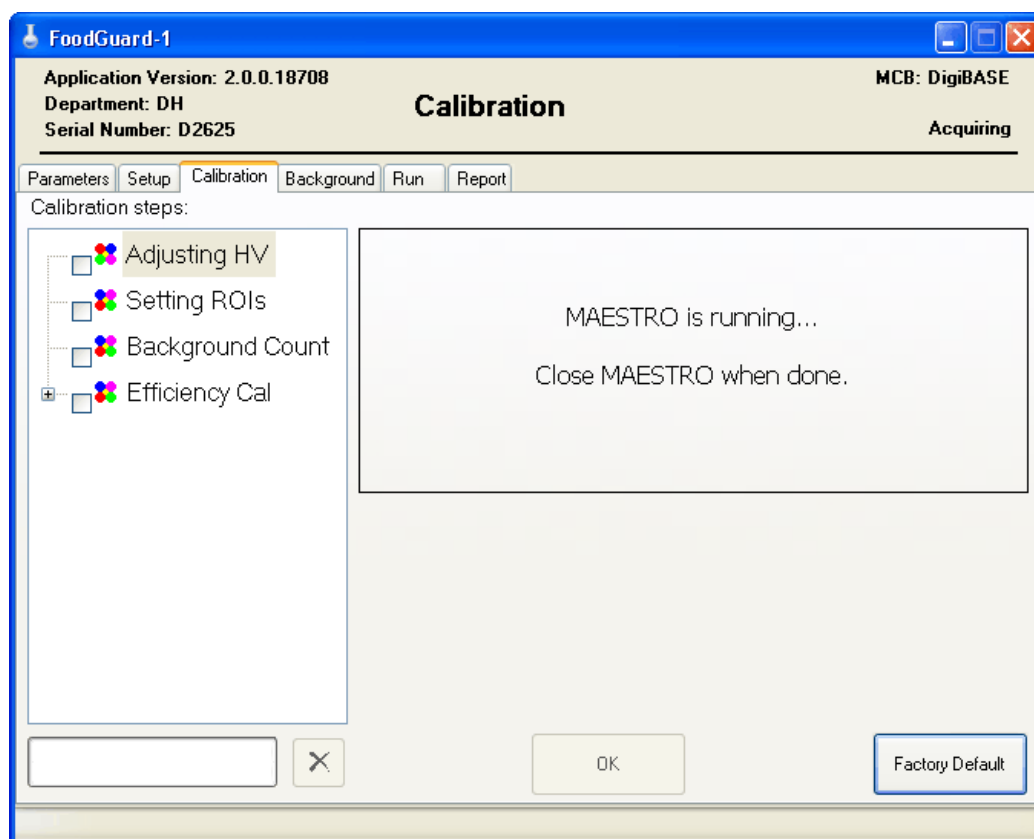 FoodGuard-1
Application Version: 2.0.0.18708
Department: DH
Serial Number: D2625
Calibration
MCB: DigiBASE
Acquiring
Parameters Setup Calibration Background Run Report
Calibration steps:
Adjusting HV
Setting ROIs
Background Count
Efficiency Cal
MAESTRO is running...
Close MAESTRO when done.
OK
Factory Default